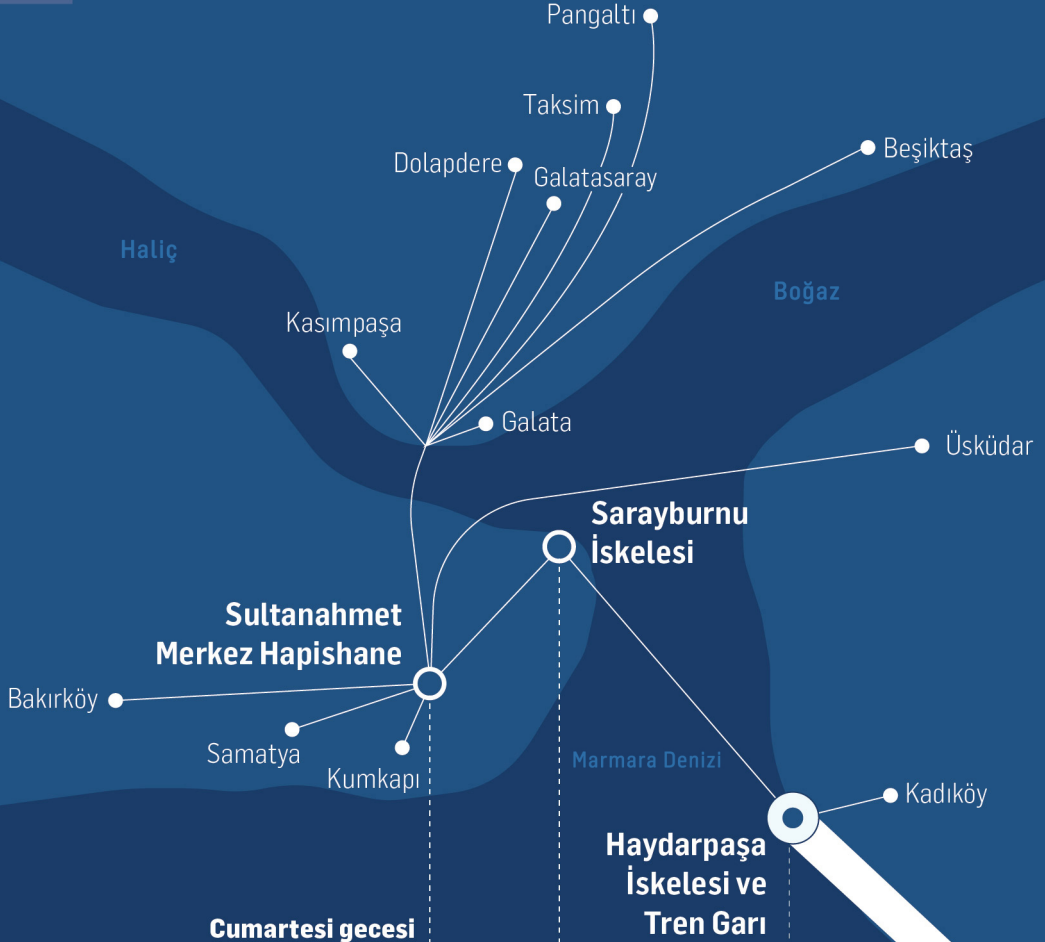 Pangaltı
Taksim
Dolapdere
Galatasaray
Beşiktaş
Haliç
Boğaz
Kasımpaşa
Galata
Üsküdar
Sarayburnu
İskelesi
Sultanahmet
Merkez Hapishane
Bakırköy
Samatya
Kumkapı
Marmara Denizi
Kadıköy
Haydarpaşa
İskelesi ve
Tren Garı
Cumartesi gecesi